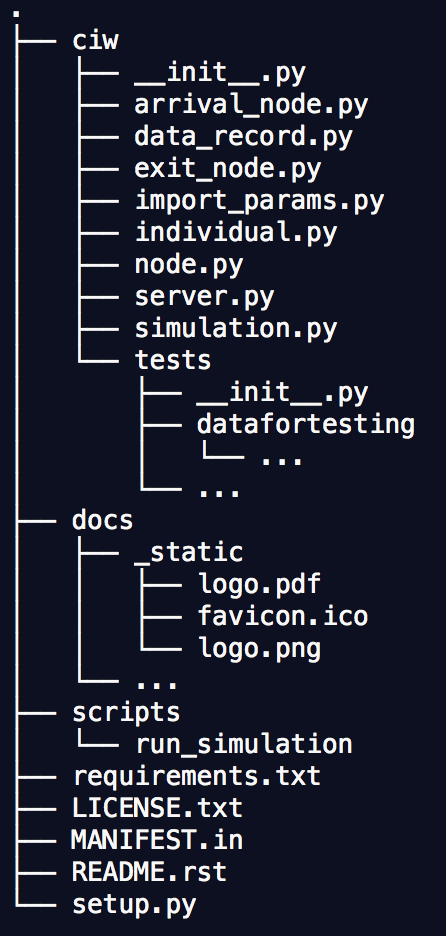 .
├── ciw
│   ├── __init__.py
│   ├── arrival_node.py
│   ├── data_record.py
│   ├── exit_node.py
│   ├── import_params.py
│   ├── individual.py
│   ├── node.py
│   ├── server.py
│   ├── simulation.py
│   └── tests
│       ├── __init__.py
│       ├── datafortesting
│       │   └── ...
│       └── ...
├── docs
│   ├── _static
│   │   ├── logo.pdf
│   │   ├── favicon.ico
│   │   └── logo.png
│   └── ...
├── scripts
│   └── run_simulation
├── requirements.txt
├── LICENSE.txt
├── MANIFEST.in
├── README.rst
└── setup.py